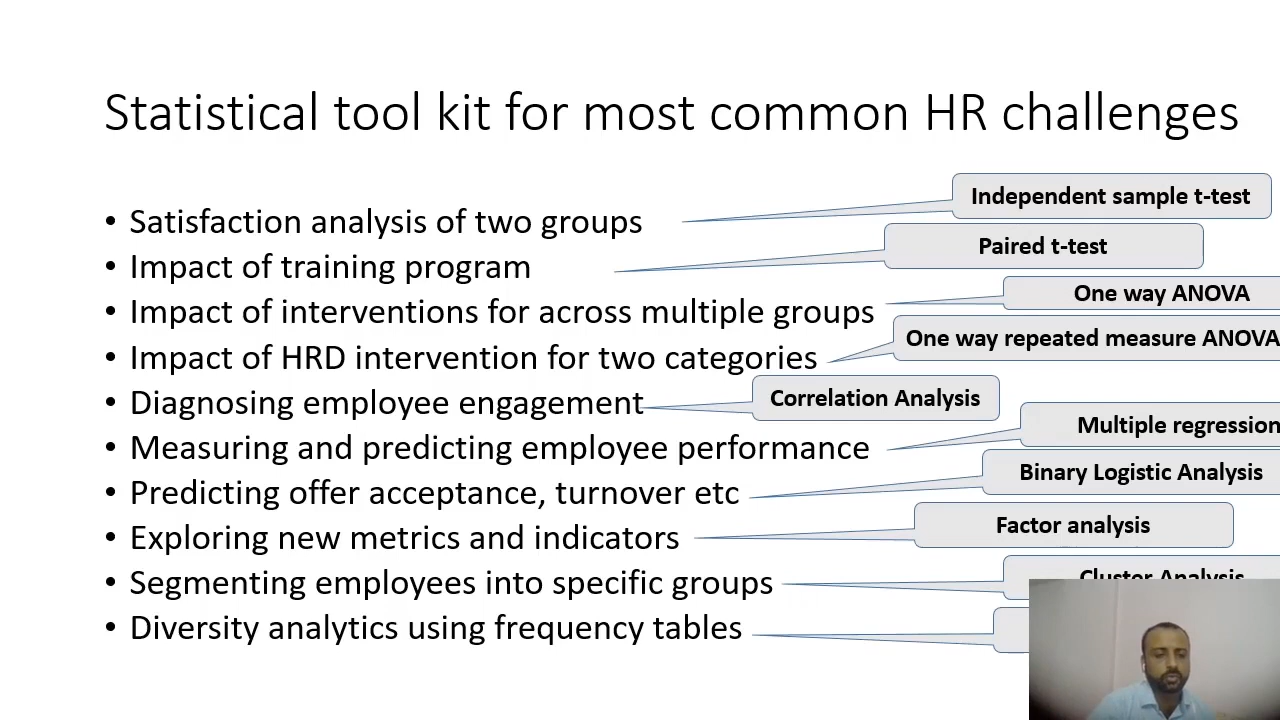 Statistical tool kit for most common HR challenges
• Satisfaction analysis of two groups
Independent sample t-test
• Impact of training program
Paired t-test
• Impact of interventions for across multiple groups
One way ANOVA
• Impact of HRD intervention for two categories
One way repeated measure ANOVA
• Diagnosing employee engagement
Correlation Analysis
• Measuring and predicting employee performance
Multiple regression
• Predicting offer acceptance, turnover etc
Binary Logistic Analysis
• Exploring new metrics and indicators
Factor analysis
• Segmenting employees into specific groups
Cluster Analysis
• Diversity analytics using frequency tables